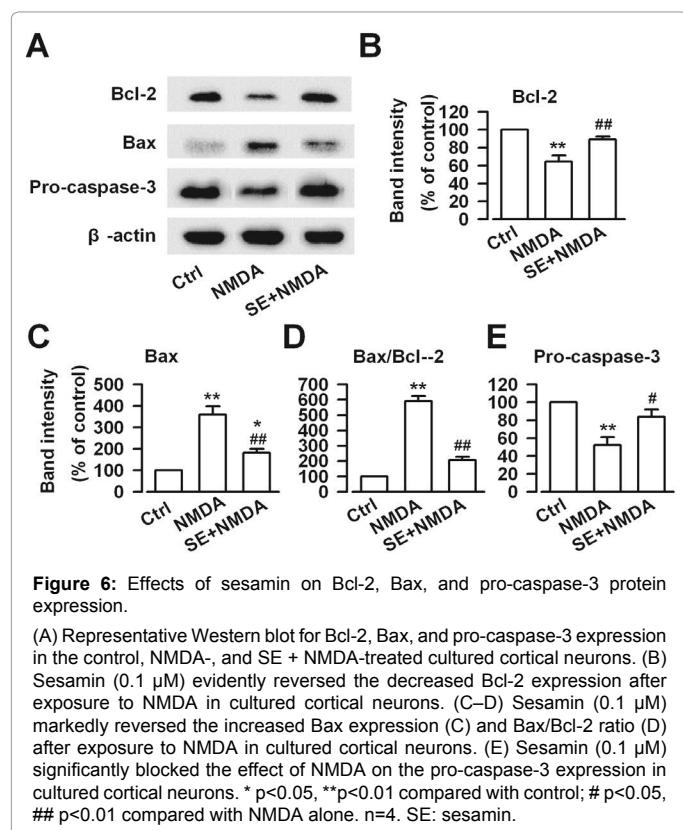 A
Bcl-2
Bax
Pro-caspase-3
β -actin
Ctrl
NMDA
SE+NMDA
B
Bcl-2
Band intensity
(% of control)
120
100
80
60
40
20
0
**
##
Ctrl
NMDA
SE+NMDA
C
Bax
Band intensity
(% of control)
500
400
300
200
100
0
**
*
##
Ctrl
NMDA
SE+NMDA
D
Bax/Bcl--2
700
600
500
400
300
200
100
0
**
##
Ctrl
NMDA
SE+NMDA
E
Pro-caspase-3
120
100
80
60
40
20
0
**
#
Ctrl
NMDA
SE+NMDA
Figure 6: Effects of sesamin on Bcl-2, Bax, and pro-caspase-3 protein
expression.
(A) Representative Western blot for Bcl-2, Bax, and pro-caspase-3 expression
in the control, NMDA-, and SE + NMDA-treated cultured cortical neurons. (B)
Sesamin (0.1 μM) evidently reversed the decreased Bcl-2 expression after
exposure to NMDA in cultured cortical neurons. (C–D) Sesamin (0.1 μM)
markedly reversed the increased Bax expression (C) and Bax/Bcl-2 ratio (D)
after exposure to NMDA in cultured cortical neurons. (E) Sesamin (0.1 μM)
significantly blocked the effect of NMDA on the pro-caspase-3 expression in
cultured cortical neurons. * p<0.05, **p<0.01 compared with control; # p<0.05,
## p<0.01 compared with NMDA alone. n=4. SE: sesamin.